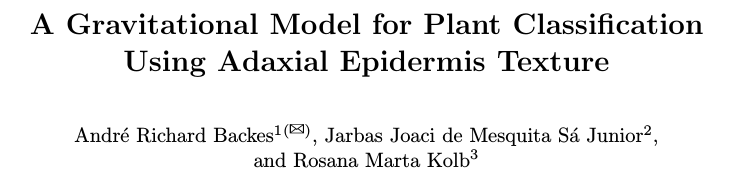 A Gravitational Model for Plant Classification
Using Adaxial Epidermis Texture
André Richard Backes1(✉), Jarbas Joaci de Mesquita Sá Junior2,
and Rosana Marta Kolb3